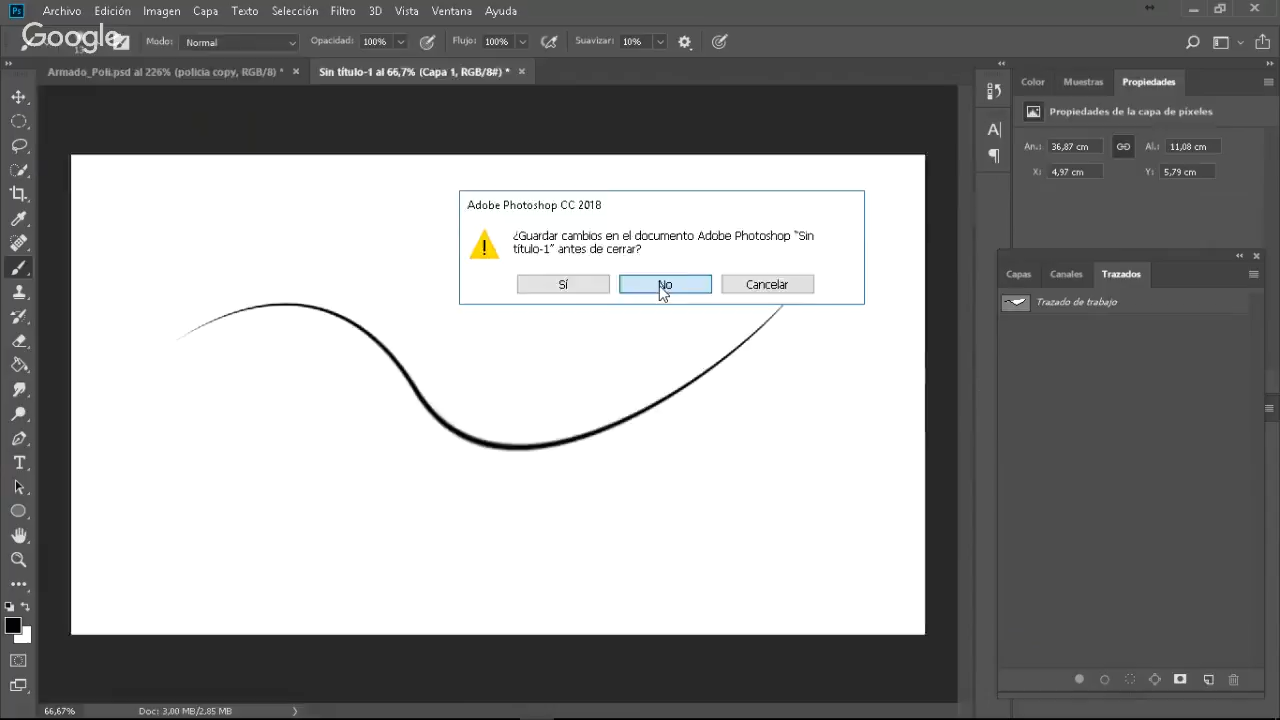 Ps Archivo Edición Imagen Capa Texto Selección Filtro 3D Vista Ventana Ayuda
Google
Modo: Normal Opacidad: 100% Flujo: 100% Suavizar: 10%
Armado_Poli.psd al 226% (policia copy, RGB/8) * × Sin título-1 al 66,7% (Capa 1, RGB/8#) * ×
Color Muestras Propiedades
Propiedades de la capa de píxeles
An.: 36,87 cm Al.: 11,08 cm
X: 4,97 cm Y: 5,79 cm
Adobe Photoshop CC 2018
¿Guardar cambios en el documento Adobe Photoshop "Sin
título-1" antes de cerrar?
Sí No Cancelar
Capas Canales Trazados
Trazado de trabajo
66,67% Doc: 3,00 MB/2,85 MB